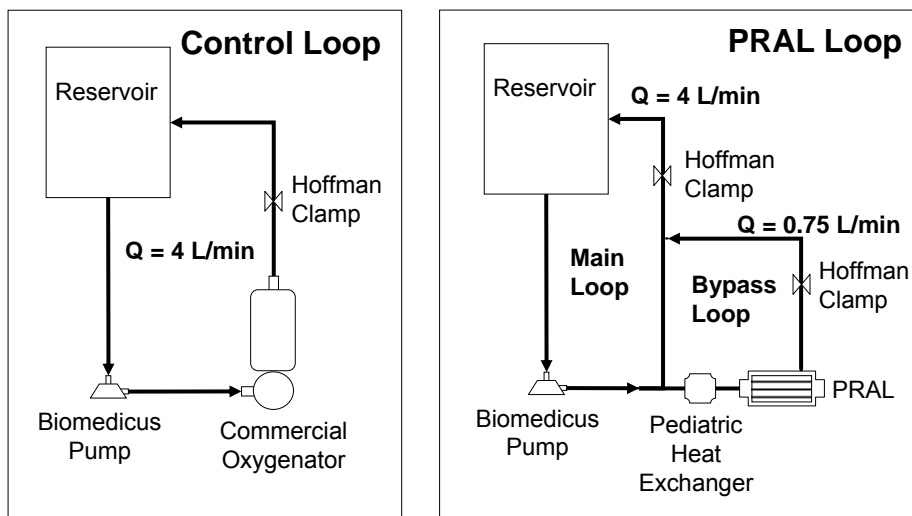 Control Loop
Reservoir
Hoffman
Clamp
Q = 4 L/min
Biomedicus
Pump
Commercial
Oxygenator
PRAL Loop
Reservoir
Q = 4 L/min
Hoffman
Clamp
Q = 0.75 L/min
Main
Loop
Bypass
Loop
Hoffman
Clamp
Biomedicus
Pump
Pediatric
Heat
Exchanger
PRAL